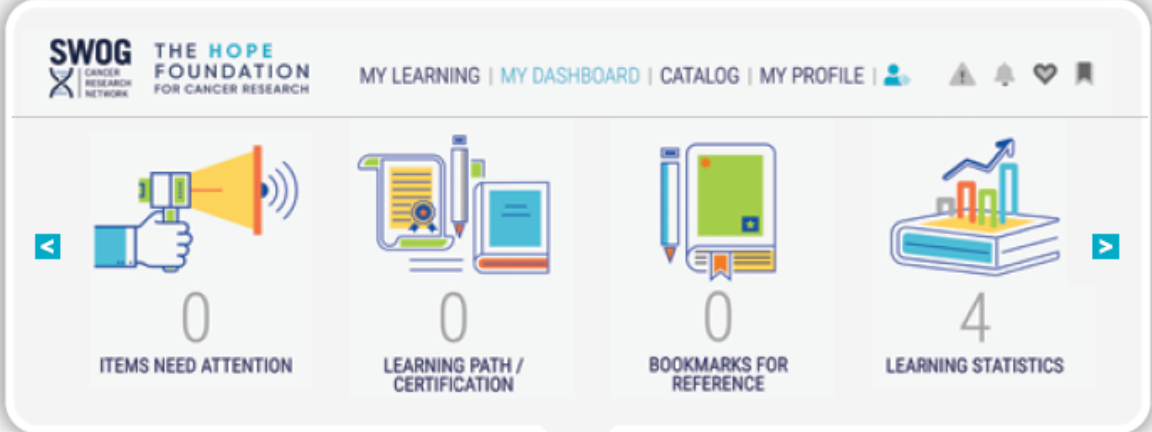 SWOG
CANCER
RESEARCH
NETWORK
THE HOPE
FOUNDATION
FOR CANCER RESEARCH
MY LEARNING | MY DASHBOARD | CATALOG | MY PROFILE |
<
>
0
ITEMS NEED ATTENTION
0
LEARNING PATH /
CERTIFICATION
0
BOOKMARKS FOR
REFERENCE
4
LEARNING STATISTICS